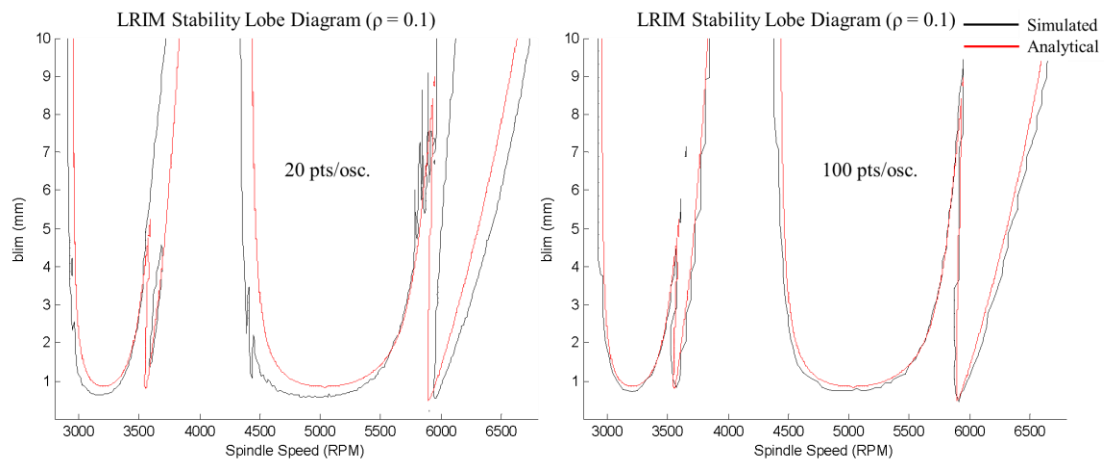 LRIM Stability Lobe Diagram (ρ = 0.1)
10
9
8
7
6
5
4
3
2
1
blim (mm)
20 pts/osc.
3000 3500 4000 4500 5000 5500 6000 6500
Spindle Speed (RPM)
LRIM Stability Lobe Diagram (ρ = 0.1)
Simulated
Analytical
10
9
8
7
6
5
4
3
2
1
blim (mm)
100 pts/osc.
3000 3500 4000 4500 5000 5500 6000 6500
Spindle Speed (RPM)